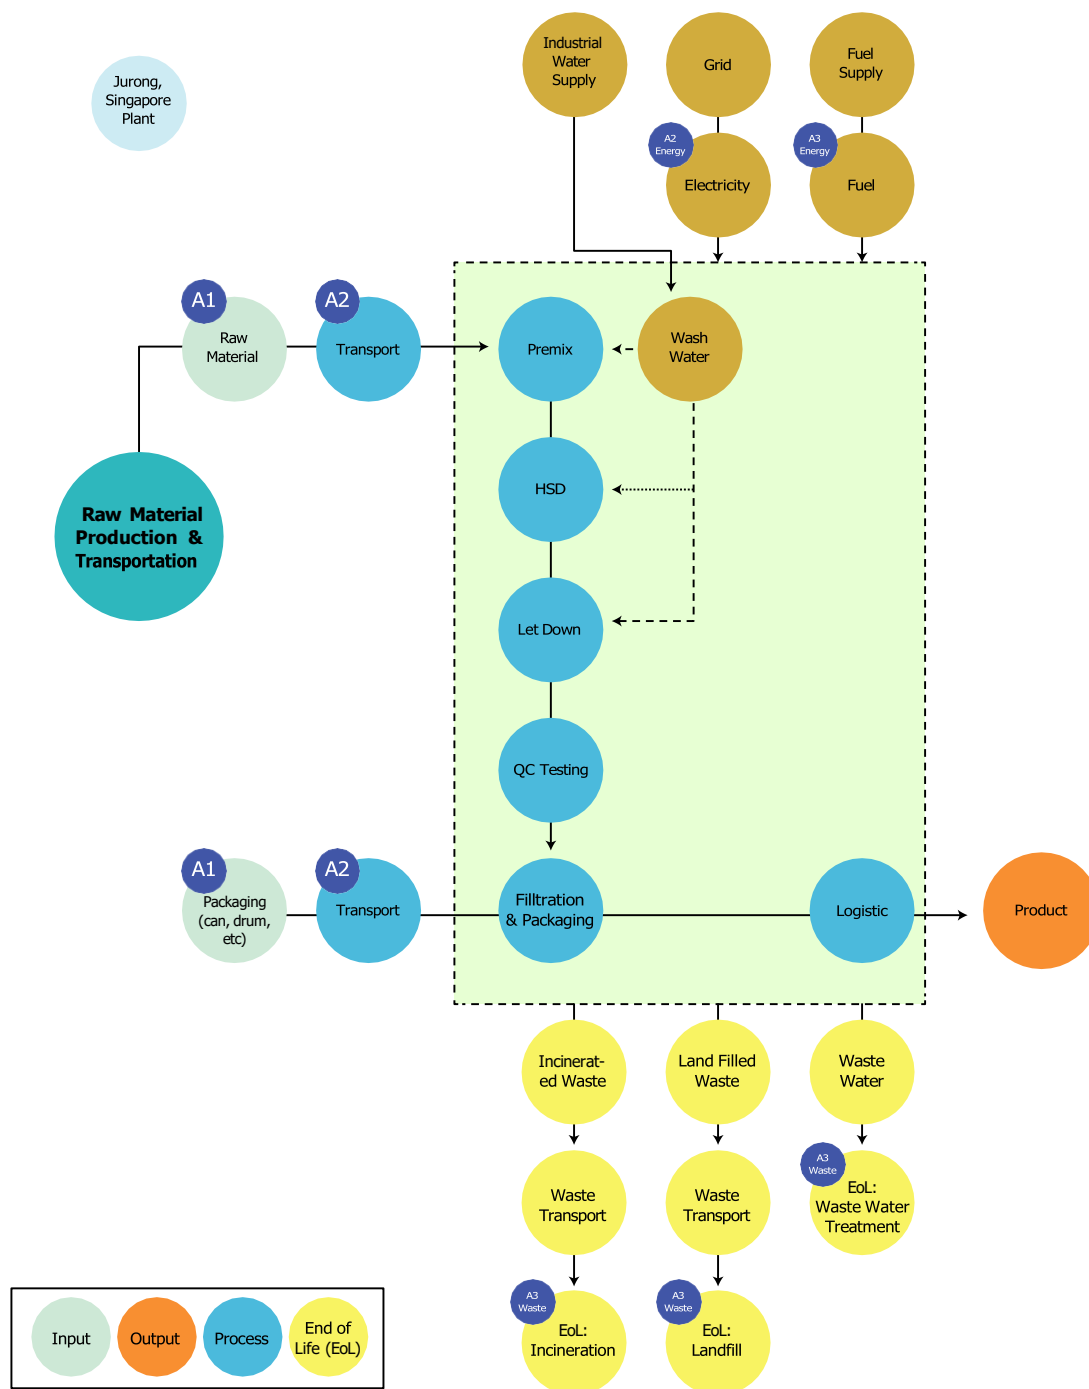 Industrial
Water
Supply
Grid
Fuel
Supply
Jurong,
Singapore
Plant
A2
Energy
Electricity
A3
Energy
Fuel
A1
Raw
Material
A2
Transport
Premix
Wash
Water
HSD
Raw Material
Production &
Transportation
Let Down
QC Testing
A1
Packaging
(can, drum,
etc)
A2
Transport
Filltration
& Packaging
Logistic
Product
Incinerat-
ed Waste
Land Filled
Waste
Waste
Water
Waste
Transport
Waste
Transport
A3
Waste
EoL:
Waste Water
Treatment
A3
Waste
EoL:
Incineration
A3
Waste
EoL:
Landfill
Input
Output
Process
End of
Life (EoL)